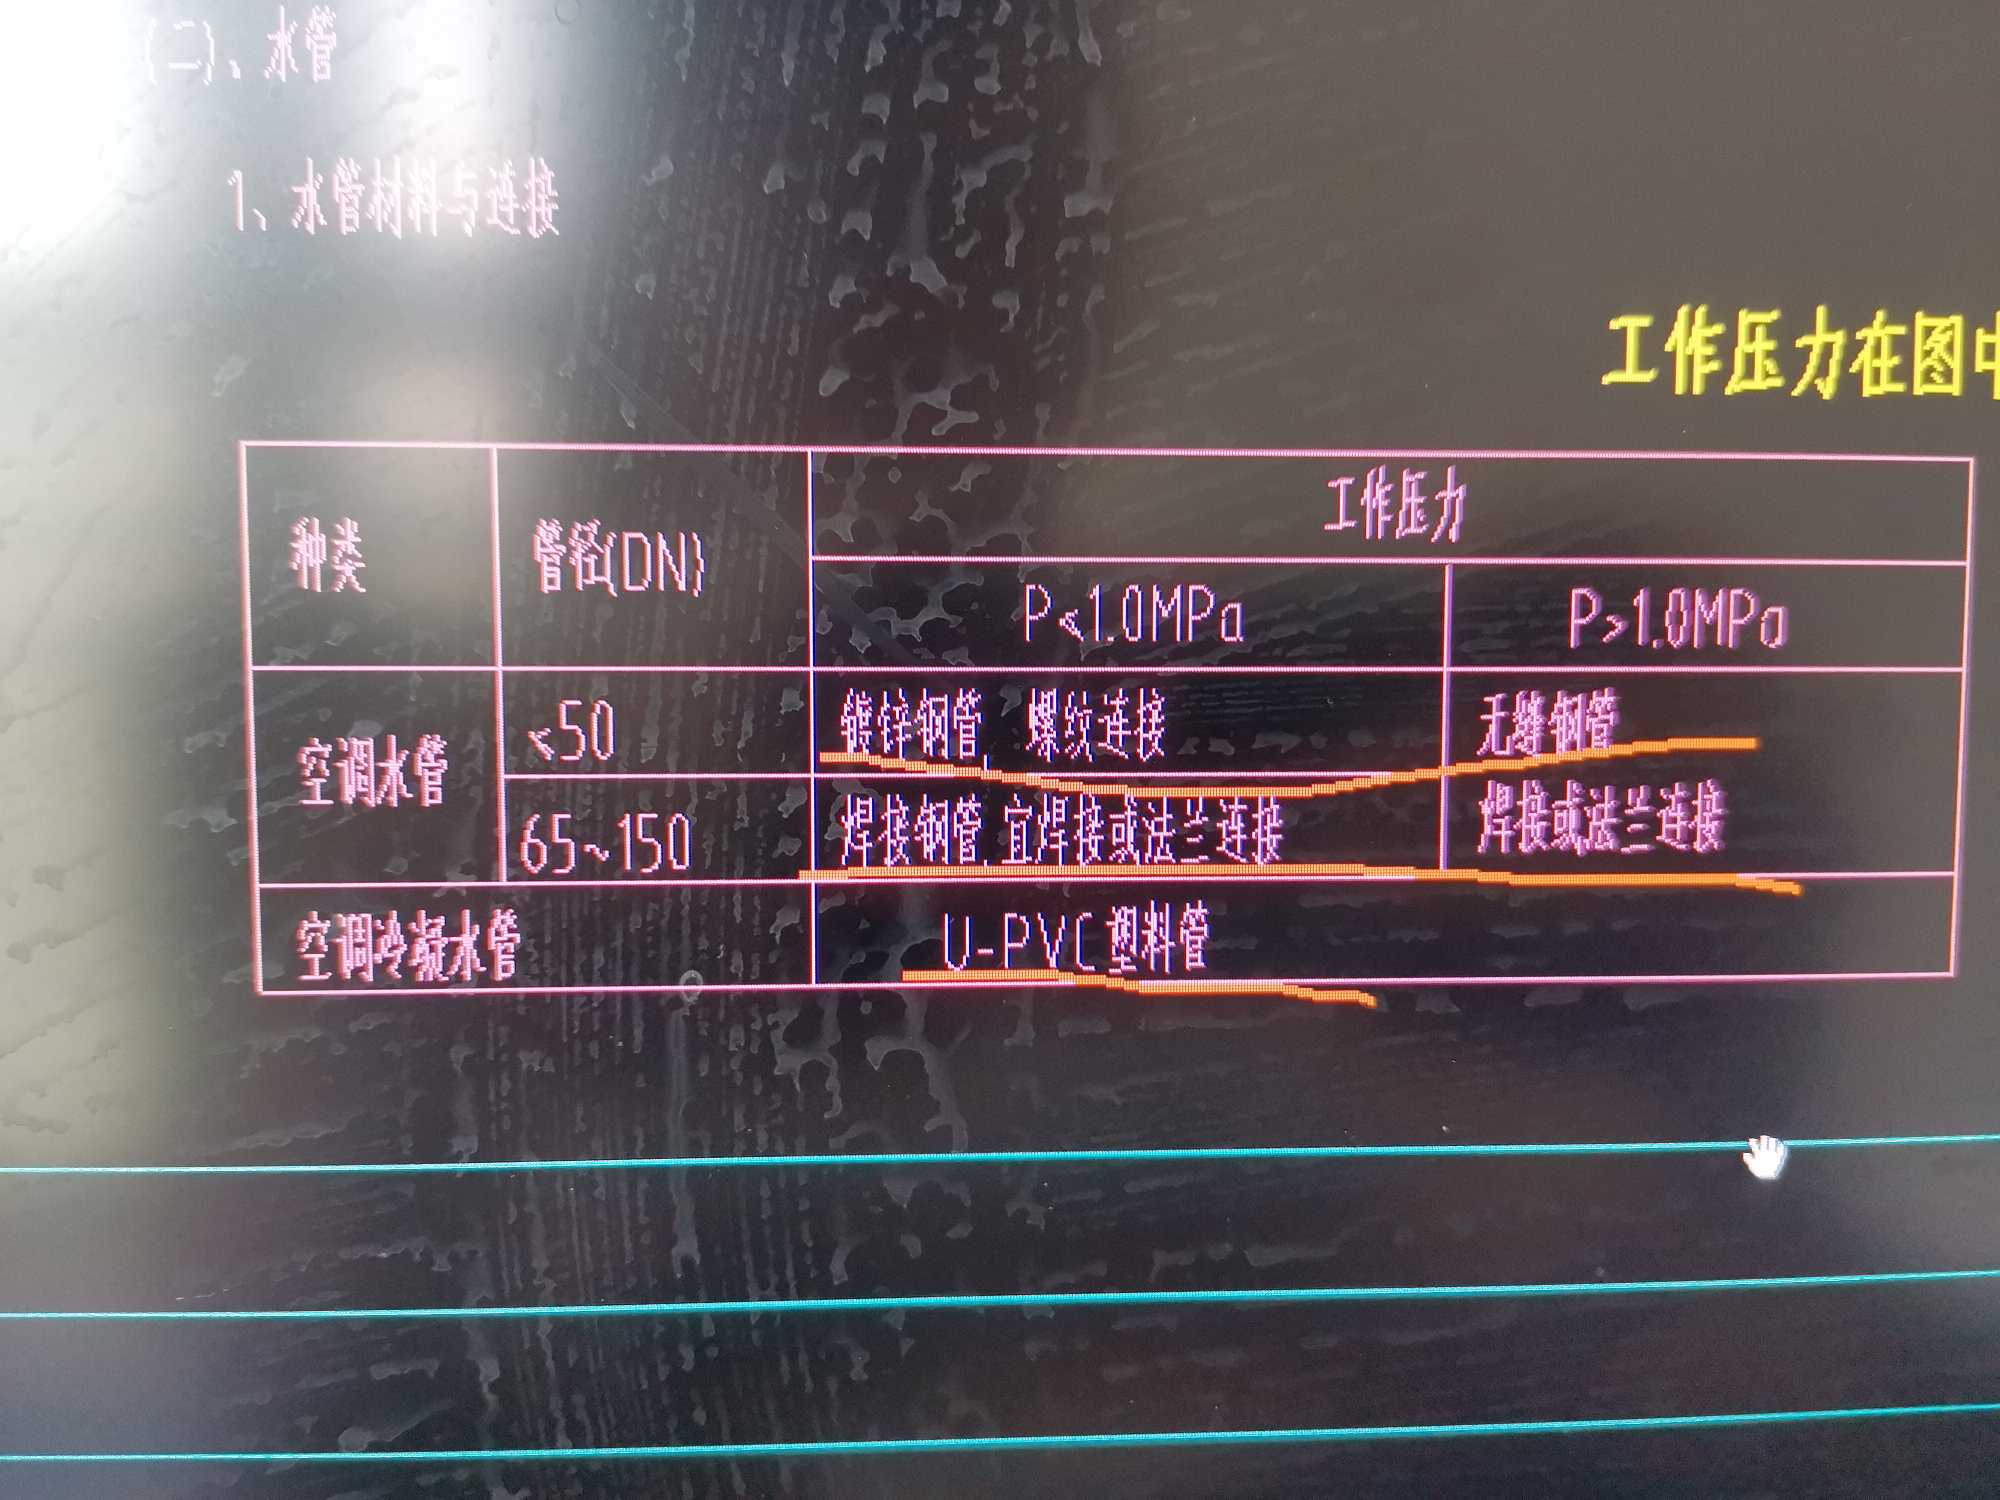 (二)、水管
1、水管材料与连接
工作压力在图中
种类 管径(DN) 工作压力
P≤1.0MPa P>1.0MPa
空调水管 ≤50 镀锌钢管 螺纹连接 无缝钢管
65~150 焊接钢管,宜焊接或法兰连接 焊接或法兰连接
空调冷凝水管 U-PVC塑料管